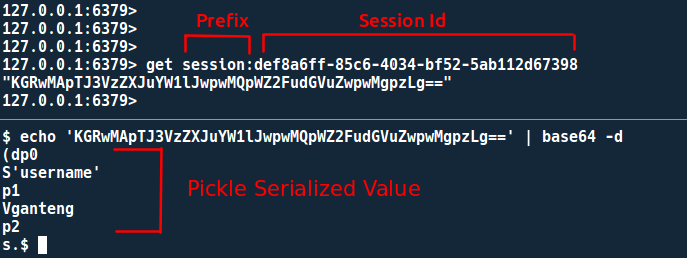 127.0.0.1:6379>
127.0.0.1:6379>
127.0.0.1:6379> Prefix Session Id
127.0.0.1:6379> get session:def8a6ff-85c6-4034-bf52-5ab112d67398
"KGRwMApTJ3VzZXJuYW1lJwpwMQpWZ2FudGVuZwpwMgpzLg=="
127.0.0.1:6379>
$ echo 'KGRwMApTJ3VzZXJuYW1lJwpwMQpWZ2FudGVuZwpwMgpzLg==' | base64 -d
(dp0
S'username'
p1
Pickle Serialized Value
Vganteng
p2
s.$